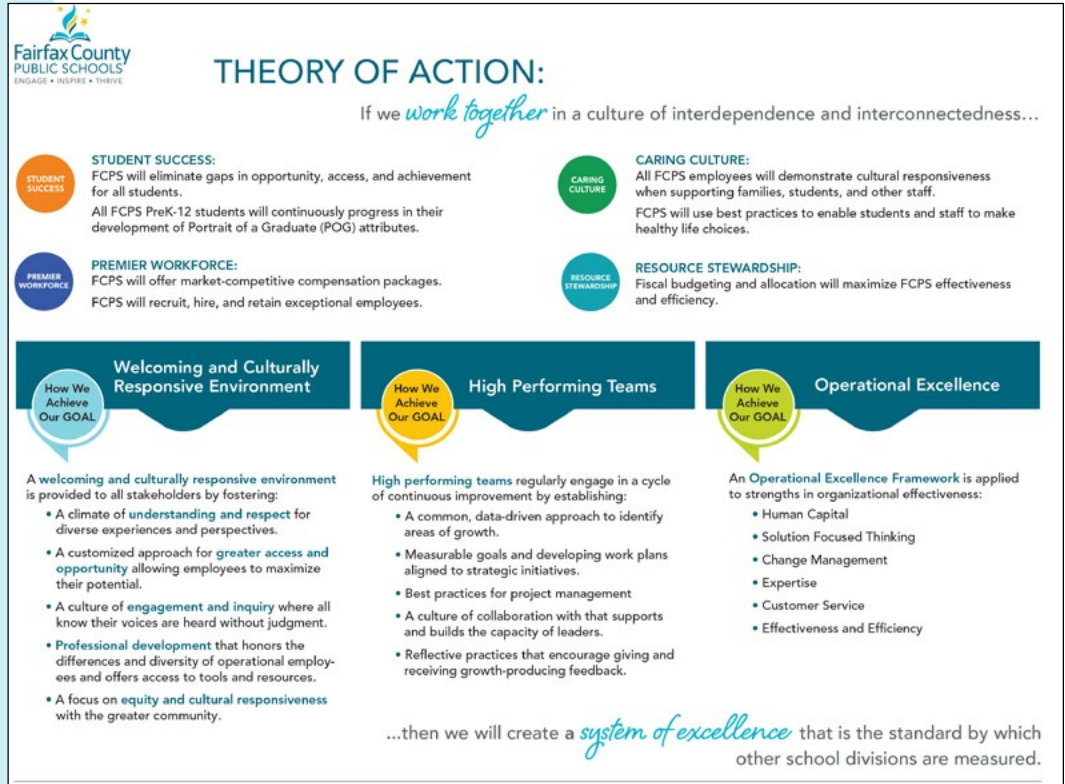 Fairfax County
PUBLIC SCHOOLS
ENGAGE • INSPIRE • THRIVE
THEORY OF ACTION:
If we work together in a culture of interdependence and interconnectedness...
STUDENT
SUCCESS
STUDENT SUCCESS:
FCPS will eliminate gaps in opportunity, access, and achievement
for all students.
All FCPS PreK-12 students will continuously progress in their
development of Portrait of a Graduate (POG) attributes.
PREMIER
WORKFORCE
PREMIER WORKFORCE:
FCPS will offer market-competitive compensation packages.
FCPS will recruit, hire, and retain exceptional employees.
CARING
CULTURE
CARING CULTURE:
All FCPS employees will demonstrate cultural responsiveness
when supporting families, students, and other staff.
FCPS will use best practices to enable students and staff to make
healthy life choices.
RESOURCE
STEWARDSHIP
RESOURCE STEWARDSHIP:
Fiscal budgeting and allocation will maximize FCPS effectiveness
and efficiency.
How We
Achieve
Our GOAL
Welcoming and Culturally
Responsive Environment
A welcoming and culturally responsive environment
is provided to all stakeholders by fostering:
• A climate of understanding and respect for
diverse experiences and perspectives.
• A customized approach for greater access and
opportunity allowing employees to maximize
their potential.
• A culture of engagement and inquiry where all
know their voices are heard without judgment.
• Professional development that honors the
differences and diversity of operational employ-
ees and offers access to tools and resources.
• A focus on equity and cultural responsiveness
with the greater community.
How We
Achieve
Our GOAL
High Performing Teams
High performing teams regularly engage in a cycle
of continuous improvement by establishing:
• A common, data-driven approach to identify
areas of growth.
• Measurable goals and developing work plans
aligned to strategic initiatives.
• Best practices for project management
• A culture of collaboration with that supports
and builds the capacity of leaders.
• Reflective practices that encourage giving and
receiving growth-producing feedback.
How We
Achieve
Our GOAL
Operational Excellence
An Operational Excellence Framework is applied
to strengths in organizational effectiveness:
• Human Capital
• Solution Focused Thinking
• Change Management
• Expertise
• Customer Service
• Effectiveness and Efficiency
...then we will create a system of excellence that is the standard by which
other school divisions are measured.